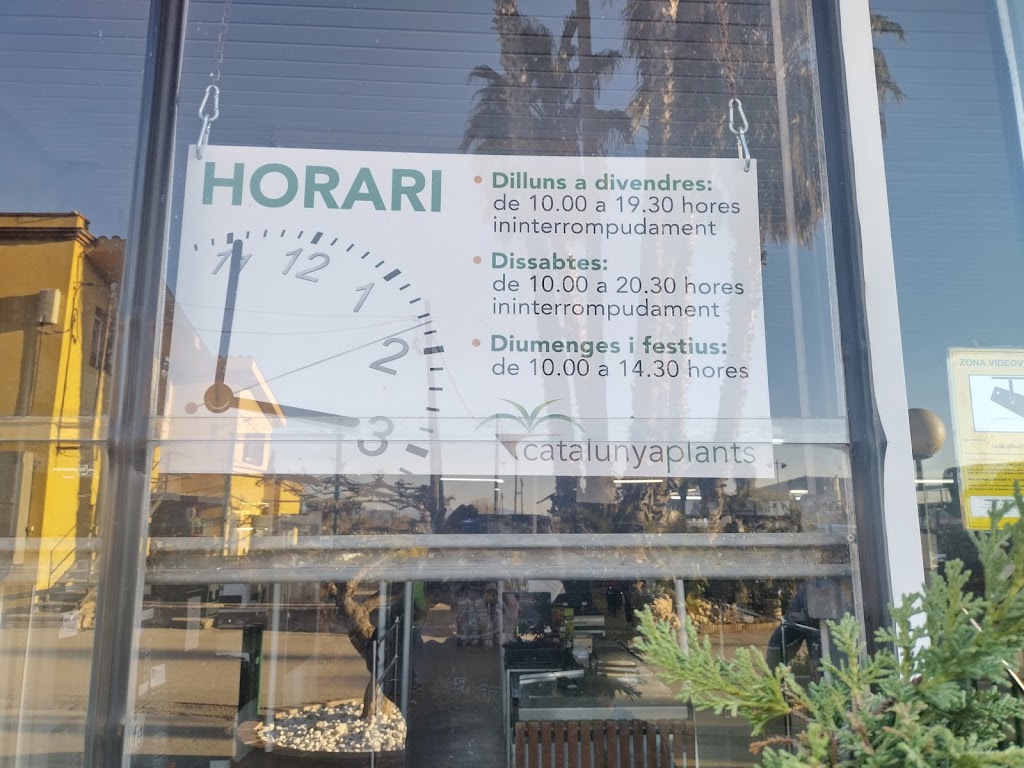 HORARI
11
12
1
2
3
• Dilluns a divendres:
de 10.00 a 19.30 hores
ininterrompudament
• Dissabtes:
de 10.00 a 20.30 hores
ininterrompudament
• Diumenges i festius:
de 10.00 a 14.30 hores
catalunyaplants
ZONA